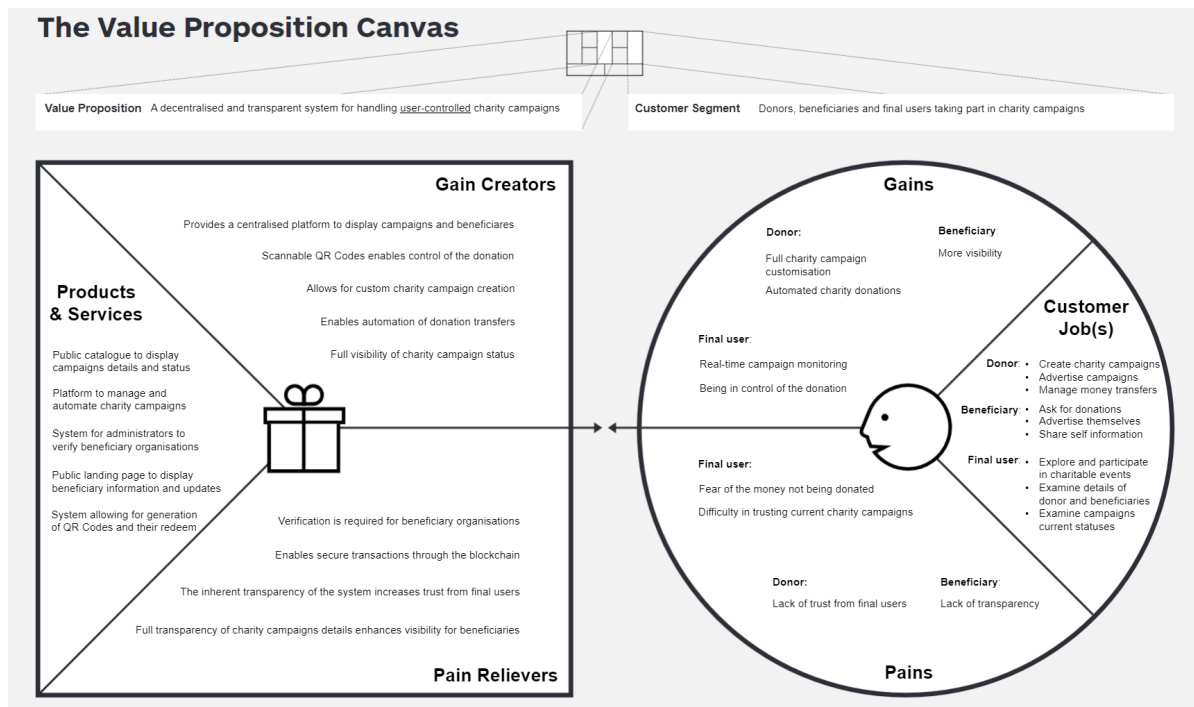 The Value Proposition Canvas
Value Proposition A decentralised and transparent system for handling user-controlled charity campaigns
Customer Segment Donors, beneficiaries and final users taking part in charity campaigns
Gain Creators
Provides a centralised platform to display campaigns and beneficiares
Scannable QR Codes enables control of the donation
Allows for custom charity campaign creation
Enables automation of donation transfers
Full visibility of charity campaign status
Products
& Services
Public catalogue to display
campaigns details and status
Platform to manage and
automate charity campaigns
System for administrators to
verify beneficiary organisations
Public landing page to display
beneficiary information and updates
System allowing for generation
of QR Codes and their redeem
Verification is required for beneficiary organisations
Enables secure transactions through the blockchain
The inherent transparency of the system increases trust from final users
Full transparency of charity campaigns details enhances visibility for beneficiaries
Pain Relievers
Gains
Donor:
Full charity campaign
customisation
Automated charity donations
Beneficiary:
More visibility
Final user:
Real-time campaign monitoring
Being in control of the donation
Customer
Job(s)
Donor: • Create charity campaigns
• Advertise campaigns
• Manage money transfers
Beneficiary: • Ask for donations
• Advertise themselves
• Share self information
Final user: • Explore and participate
in charitable events
• Examine details of
donor and beneficiaries
• Examine campaigns
current statuses
Final user:
Fear of the money not being donated
Difficulty in trusting current charity campaigns
Donor:
Lack of trust from final users
Beneficiary:
Lack of transparency
Pains